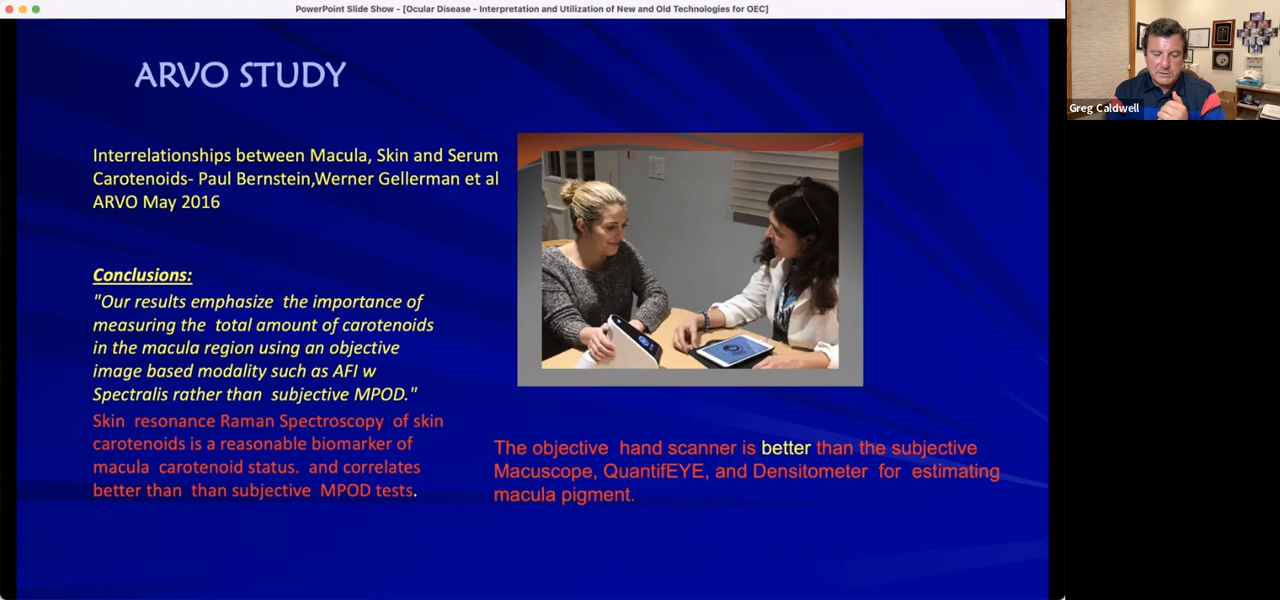 PowerPoint Slide Show - [Ocular Disease - Interpretation and Utilization of New and Old Technologies for OEC]
Greg Caldwell
ARVO STUDY
Interrelationships between Macula, Skin and Serum
Carotenoids- Paul Bernstein,Werner Gellerman et al
ARVO May 2016
Conclusions:
"Our results emphasize the importance of
measuring the total amount of carotenoids
in the macula region using an objective
image based modality such as AFI w
Spectralis rather than subjective MPOD."
Skin resonance Raman Spectroscopy of skin
carotenoids is a reasonable biomarker of
macula carotenoid status. and correlates
better than than subjective MPOD tests.
The objective hand scanner is better than the subjective
Macuscope, QuantifEYE, and Densitometer for estimating
macula pigment.